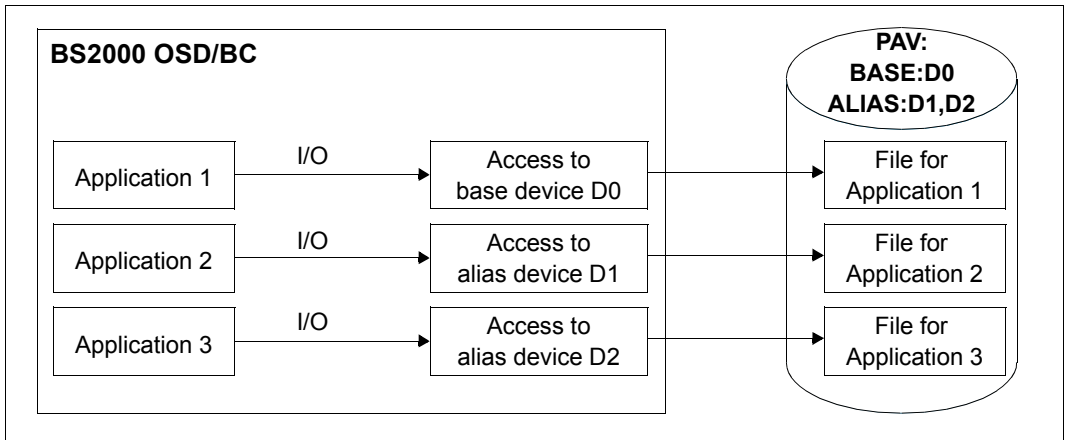 BS2000 OSD/BC
PAV:
BASE:D0
ALIAS:D1,D2
Application 1
I/O
Access to
base device D0
File for
Application 1
Application 2
I/O
Access to
alias device D1
File for
Application 2
Application 3
I/O
Access to
alias device D2
File for
Application 3